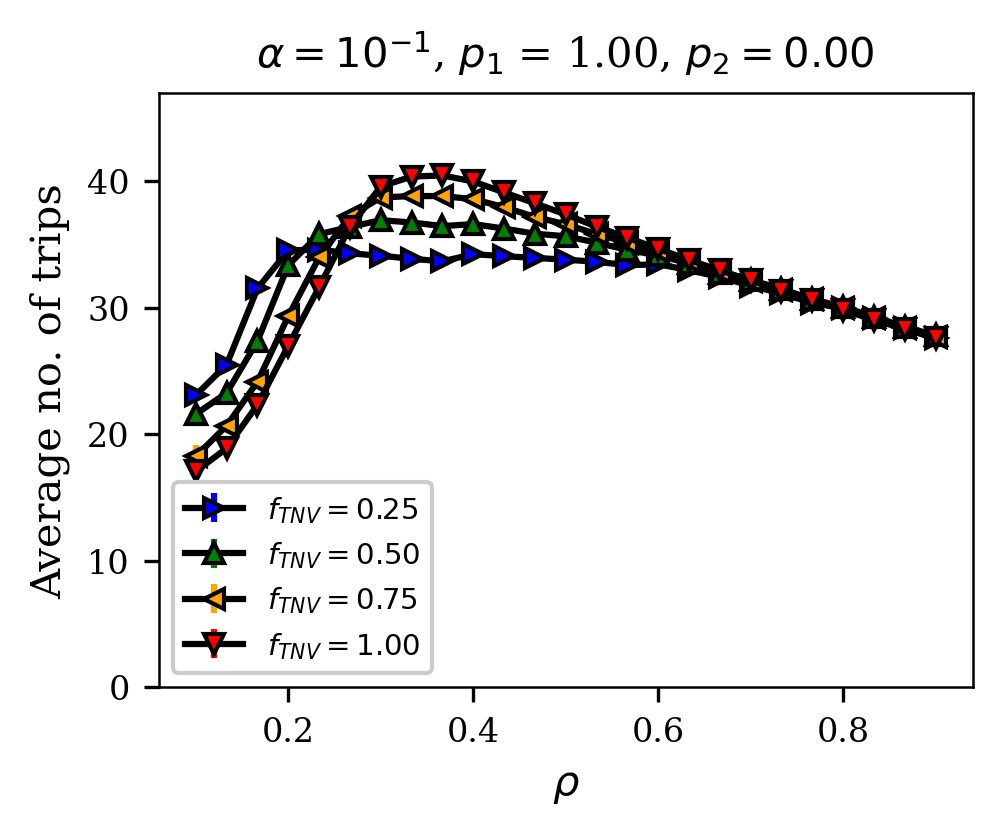 α = 10⁻¹, p₁ = 1.00, p₂ = 0.00
Average no. of trips
40
30
20
10
0
f_TNV = 0.25
f_TNV = 0.50
f_TNV = 0.75
f_TNV = 1.00
0.2 0.4 0.6 0.8
ρ